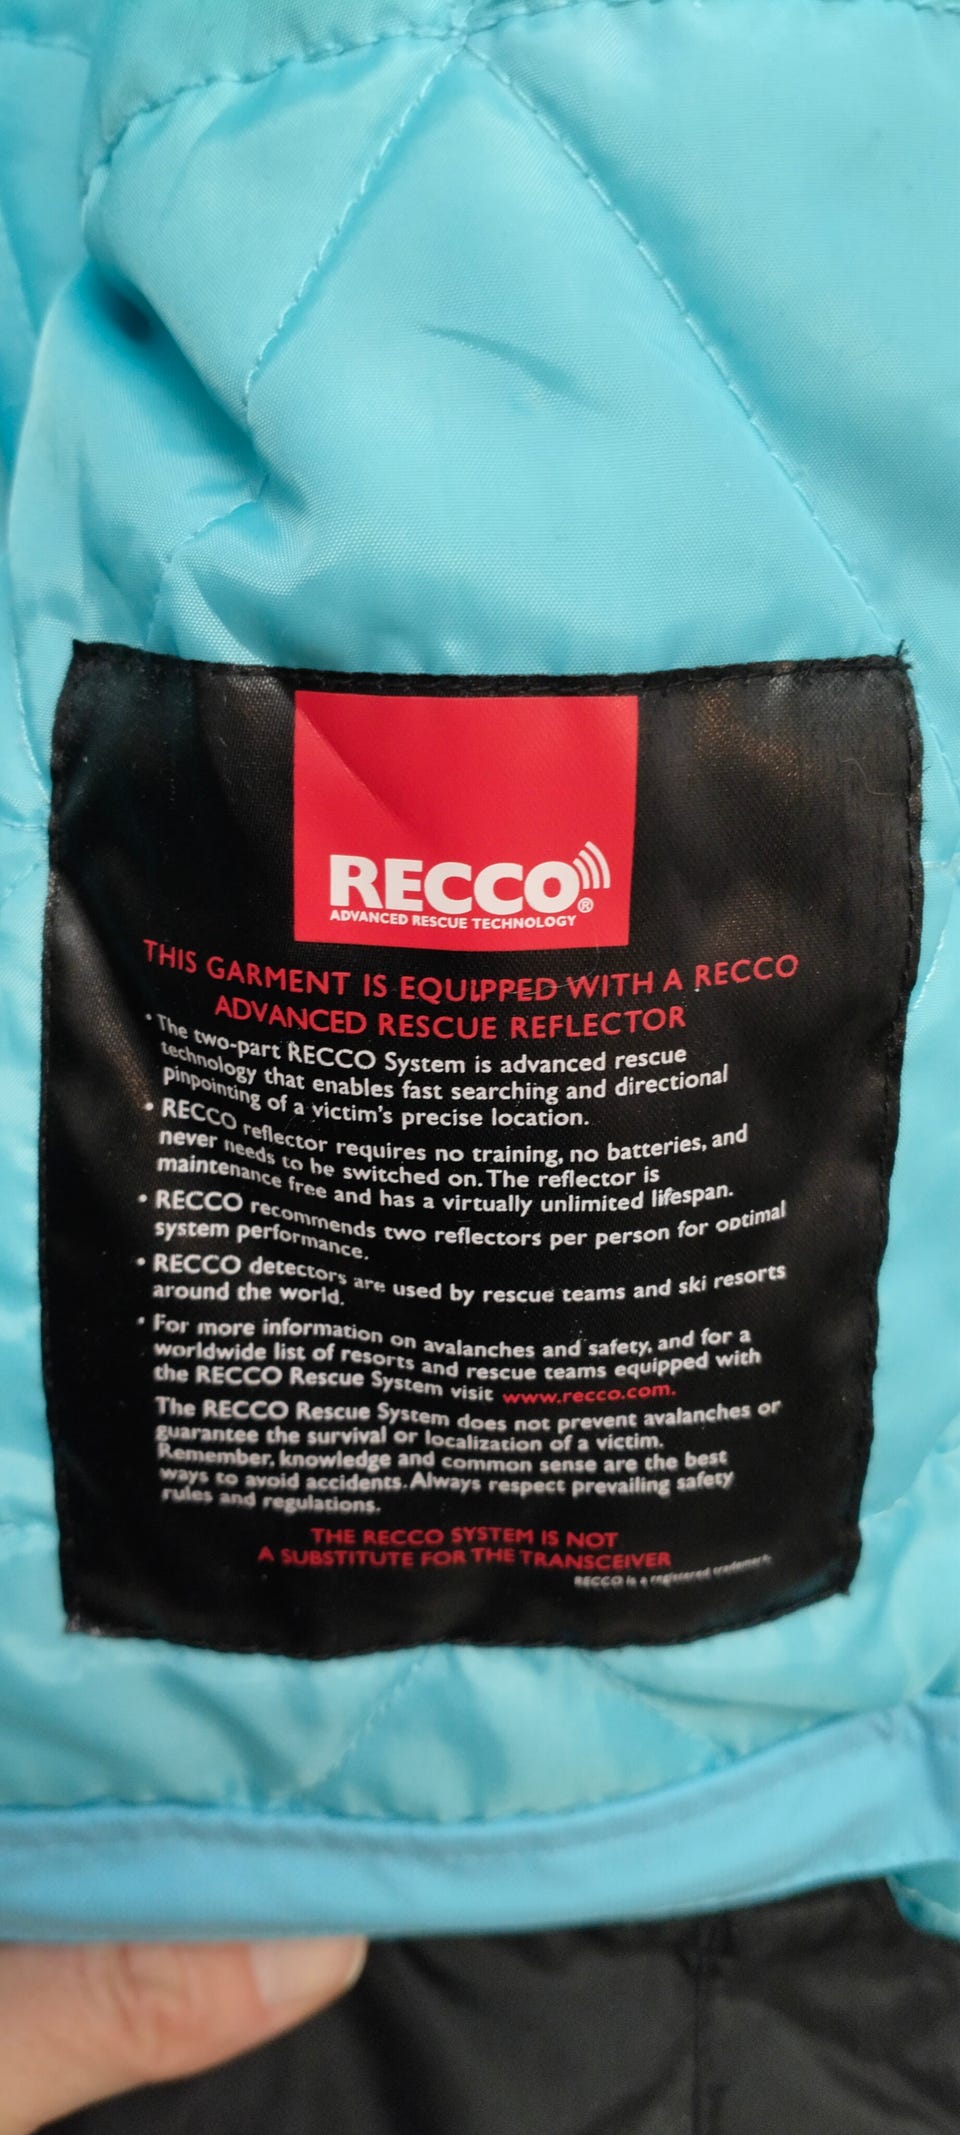 RECCO®
ADVANCED RESCUE TECHNOLOGY
THIS GARMENT IS EQUIPPED WITH A RECCO
ADVANCED RESCUE REFLECTOR
• The two-part RECCO System is advanced rescue
technology that enables fast searching and directional
pinpointing of a victim's precise location.
• RECCO reflector requires no training, no batteries, and
never needs to be switched on. The reflector is
maintenance free and has a virtually unlimited lifespan.
• RECCO recommends two reflectors per person for optimal
system performance.
• RECCO detectors are used by rescue teams and ski resorts
around the world.
• For more information on avalanches and safety, and for a
worldwide list of resorts and rescue teams equipped with
the RECCO Rescue System visit www.recco.com.
The RECCO Rescue System does not prevent avalanches or
guarantee the survival or localization of a victim.
Remember, knowledge and common sense are the best
ways to avoid accidents. Always respect prevailing safety
rules and regulations.
THE RECCO SYSTEM IS NOT
A SUBSTITUTE FOR THE TRANSCEIVER
RECCO is a registered trademark.